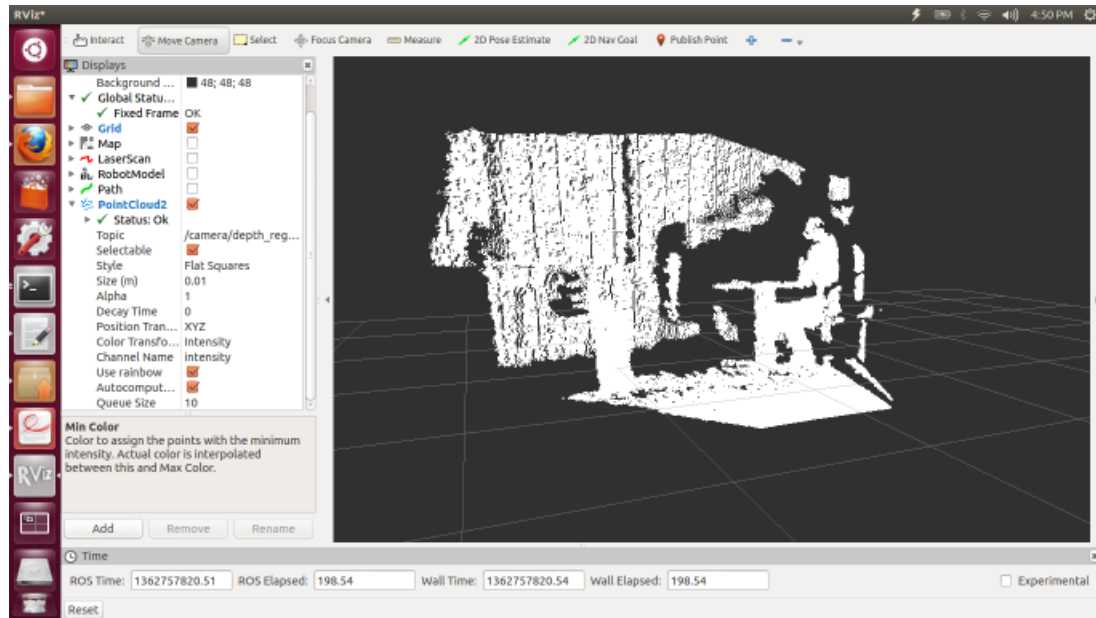 RViz*
4:50 PM
Interact Move Camera Select Focus Camera Measure 2D Pose Estimate 2D Nav Goal Publish Point
Displays
Background ... 48; 48; 48
Global Statu...
Fixed Frame OK
Grid
Map
LaserScan
RobotModel
Path
PointCloud2
Status: Ok
Topic /camera/depth_reg...
Selectable
Style Flat Squares
Size (m) 0.01
Alpha 1
Decay Time 0
Position Tran... XYZ
Color Transfo... Intensity
Channel Name intensity
Use rainbow
Autocomput...
Queue Size 10
Min Color
Color to assign the points with the minimum
intensity. Actual color is interpolated
between this and Max Color.
Add Remove Rename
RViz
Time
ROS Time: 1362757820.51 ROS Elapsed: 198.54 Wall Time: 1362757820.54 Wall Elapsed: 198.54 Experimental
Reset